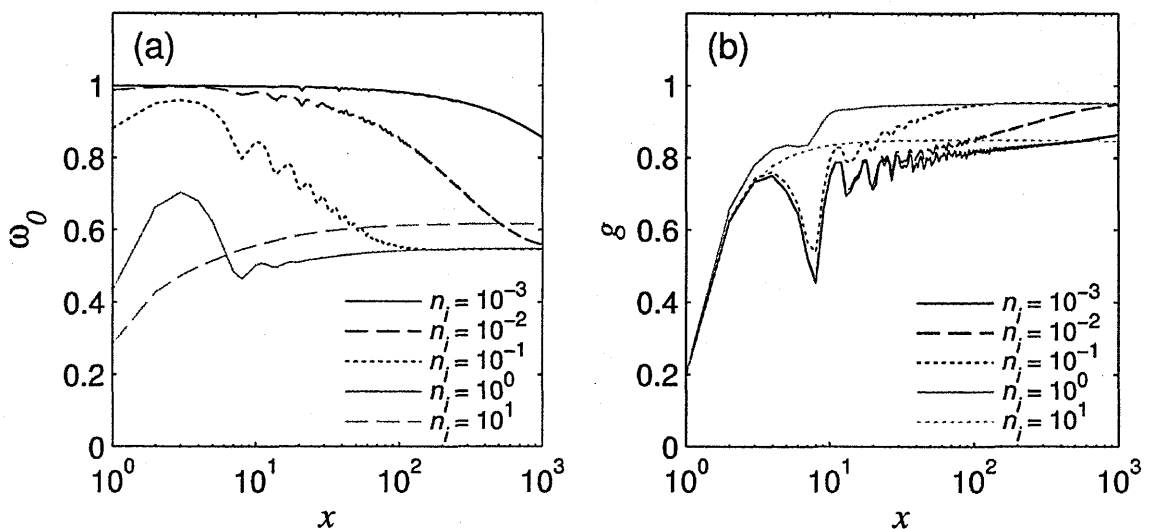 (a)
ω0
1
0.8
0.6
0.4
0.2
0
10^0
10^1
10^2
10^3
x
n_i = 10^−3
n_i = 10^−2
n_i = 10^−1
n_i = 10^0
n_i = 10^1
(b)
g
1
0.8
0.6
0.4
0.2
0
10^0
10^1
10^2
10^3
x
n_i = 10^−3
n_i = 10^−2
n_i = 10^−1
n_i = 10^0
n_i = 10^1